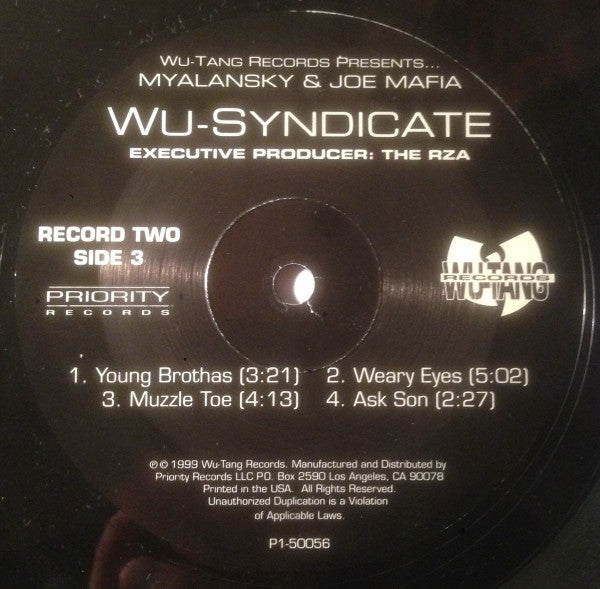 Wu-Tang Records Presents...
Myalansky & Joe Mafia
Wu-Syndicate
Executive Producer: The RZA
RECORD TWO
SIDE 3
PRIORITY
RECORDS
WU-TANG
RECORDS
1. Young Brothas (3:21) 2. Weary Eyes (5:02)
3. Muzzle Toe (4:13) 4. Ask Son (2:27)
℗© 1999 Wu-Tang Records. Manufactured and Distributed by
Priority Records LLC P.O. Box 2590 Los Angeles, CA 90078
Printed in the USA. All Rights Reserved.
Unauthorized Duplication is a Violation
of Applicable Laws.
P1-50056